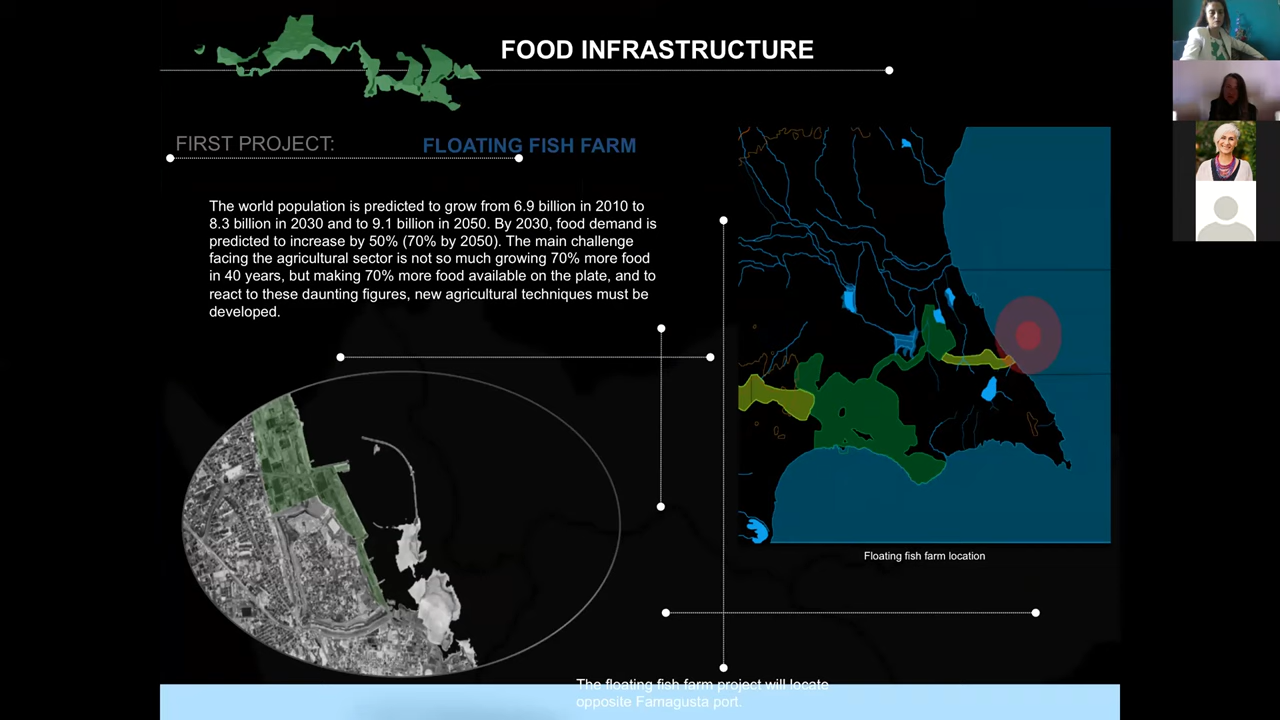 FOOD INFRASTRUCTURE
FIRST PROJECT:
FLOATING FISH FARM
The world population is predicted to grow from 6.9 billion in 2010 to
8.3 billion in 2030 and to 9.1 billion in 2050. By 2030, food demand is
predicted to increase by 50% (70% by 2050). The main challenge
facing the agricultural sector is not so much growing 70% more food
in 40 years, but making 70% more food available on the plate, and to
react to these daunting figures, new agricultural techniques must be
developed.
Floating fish farm location
The floating fish farm project will locate
opposite Famagusta port.